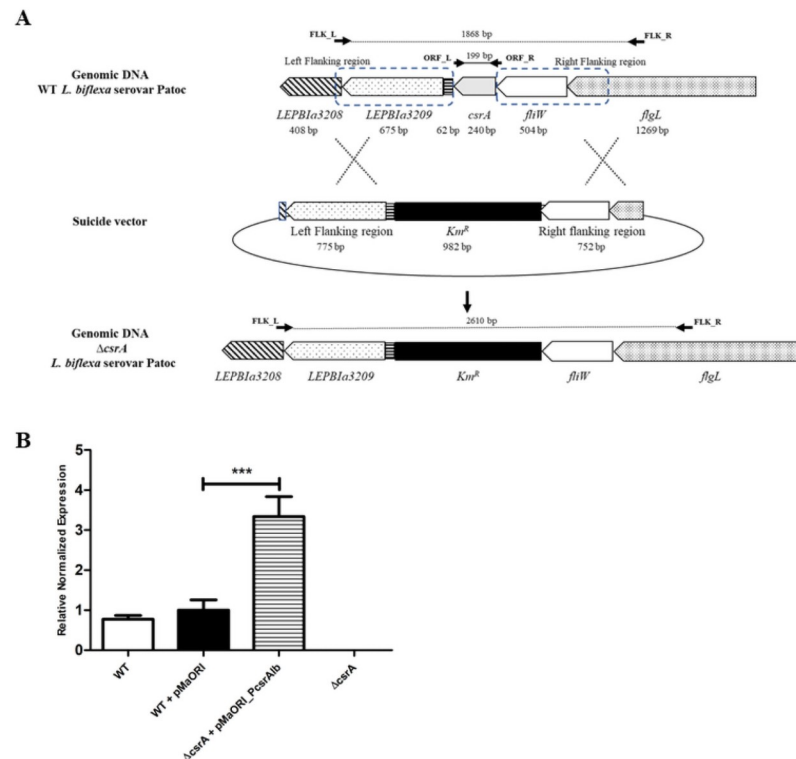 A
FLK_L 1868 bp FLK_R
Left Flanking region ORF_L 199 bp ORF_R Right Flanking region
Genomic DNA
WT L. biflexa serovar Patoc
LEPBIa3208 LEPBIa3209 csrA fliW flgL
408 bp 675 bp 62 bp 240 bp 504 bp 1269 bp
Suicide vector
Left Flanking region KmR Right flanking region
775 bp 982 bp 752 bp
FLK_L 2610 bp FLK_R
Genomic DNA
ΔcsrA
L. biflexa serovar Patoc
LEPBIa3208 LEPBIa3209 KmR fliW flgL
B
Relative Normalized Expression
5
4
3
2
1
0
***
WT
WT + pMaORI
ΔcsrA + pMaORI_PcsrAlb
ΔcsrA